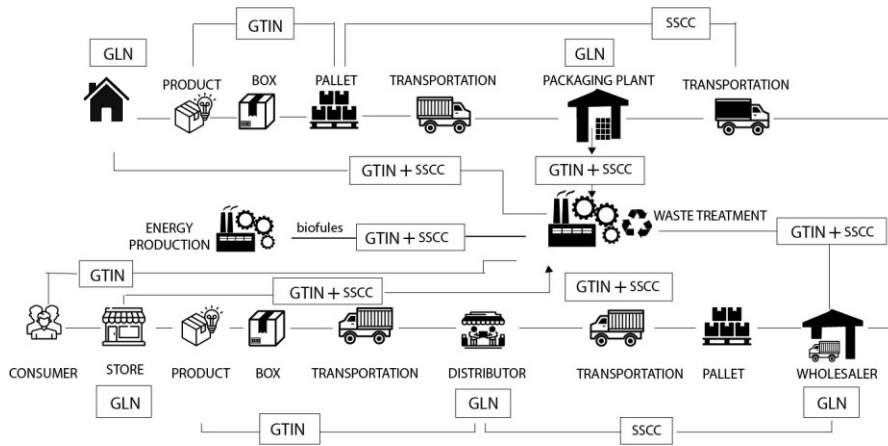 GTIN
SSCC
GLN
GLN
PRODUCT
BOX
PALLET
TRANSPORTATION
PACKAGING PLANT
TRANSPORTATION
GTIN + SSCC
GTIN + SSCC
ENERGY
PRODUCTION
biofules
GTIN + SSCC
WASTE TREATMENT
GTIN + SSCC
GTIN
GTIN + SSCC
GTIN + SSCC
CONSUMER
STORE
PRODUCT
BOX
TRANSPORTATION
DISTRIBUTOR
TRANSPORTATION
PALLET
WHOLESALER
GLN
GLN
GLN
GTIN
SSCC